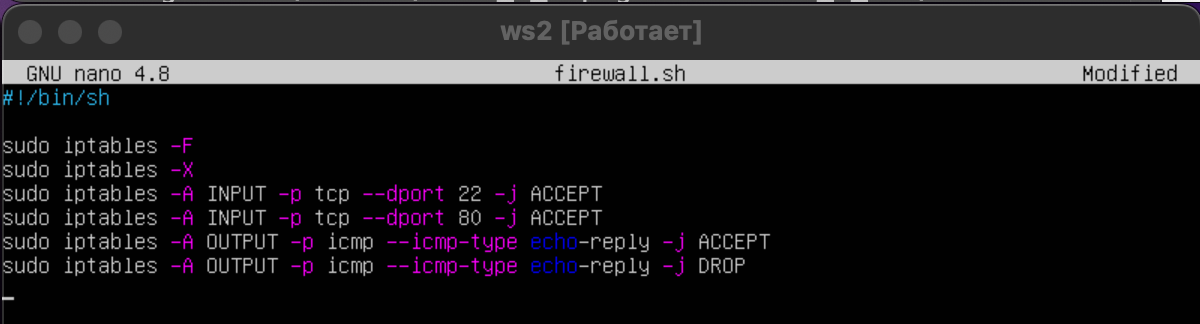 ws2 [Работает]
GNU nano 4.8 firewall.sh Modified
#!/bin/sh
sudo iptables -F
sudo iptables -X
sudo iptables -A INPUT -p tcp --dport 22 -j ACCEPT
sudo iptables -A INPUT -p tcp --dport 80 -j ACCEPT
sudo iptables -A OUTPUT -p icmp --icmp-type echo-reply -j ACCEPT
sudo iptables -A OUTPUT -p icmp --icmp-type echo-reply -j DROP